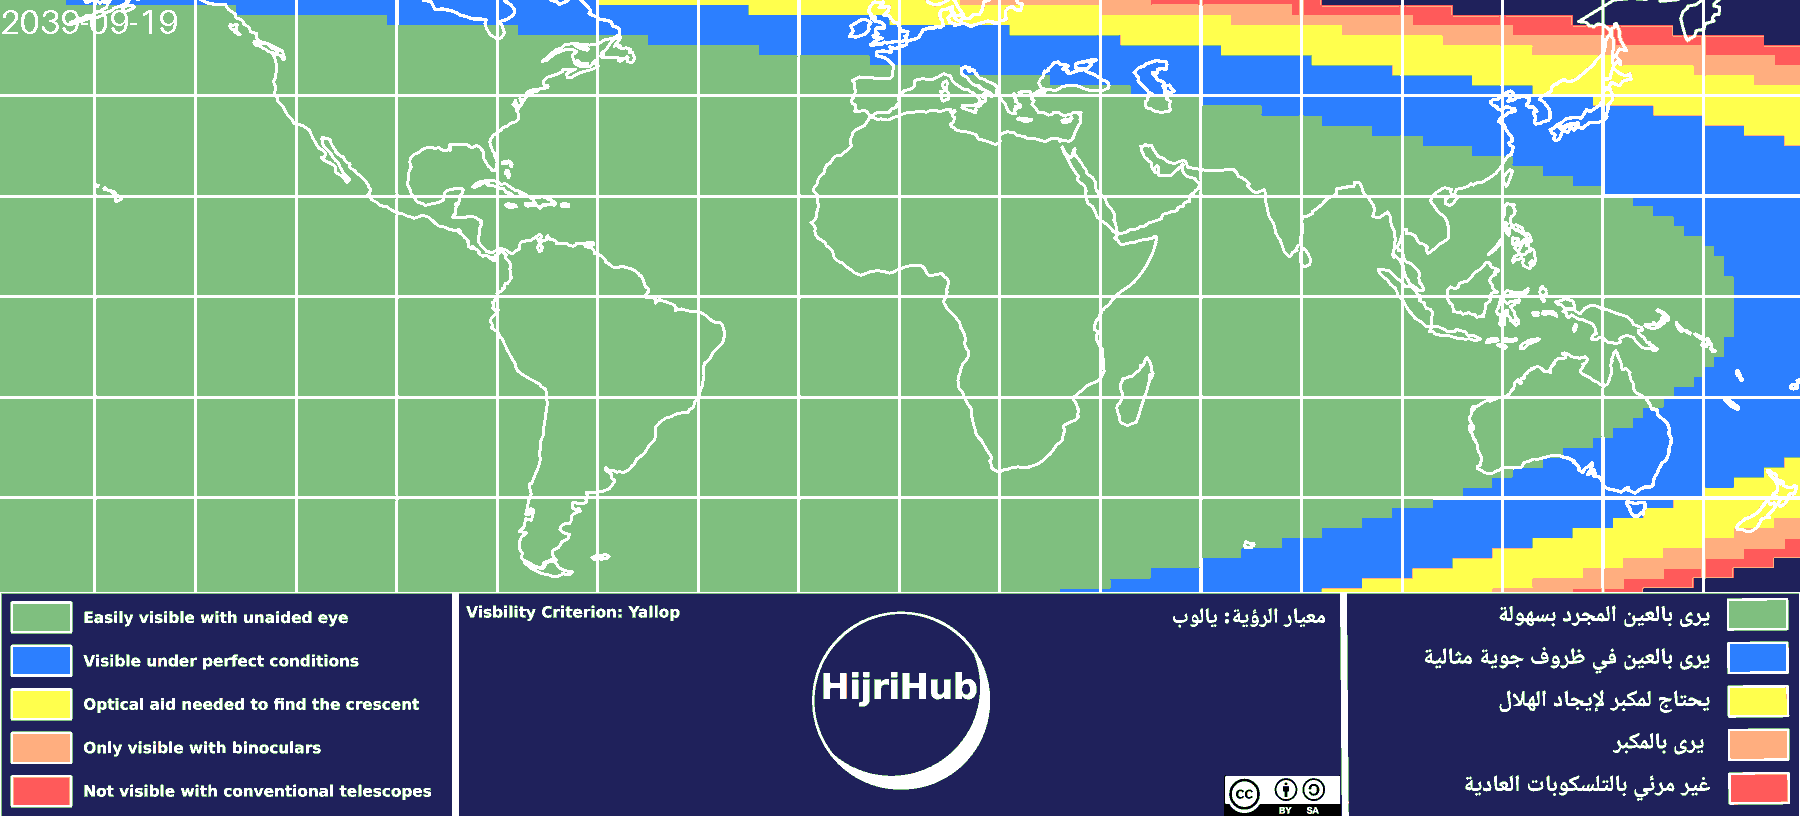 2039-09-19
Easily visible with unaided eye
Visible under perfect conditions
Optical aid needed to find the crescent
Only visible with binoculars
Not visible with conventional telescopes
Visbility Criterion: Yallop
HijriHub
معيار الرؤية: يالوب
cc BY SA
يرى بالعين المجرد بسهولة
يرى بالعين في ظروف جوية مثالية
يحتاج لمكبر لإيجاد الهلال
يرى بالمكبر
غير مرئي بالتلسكوبات العادية